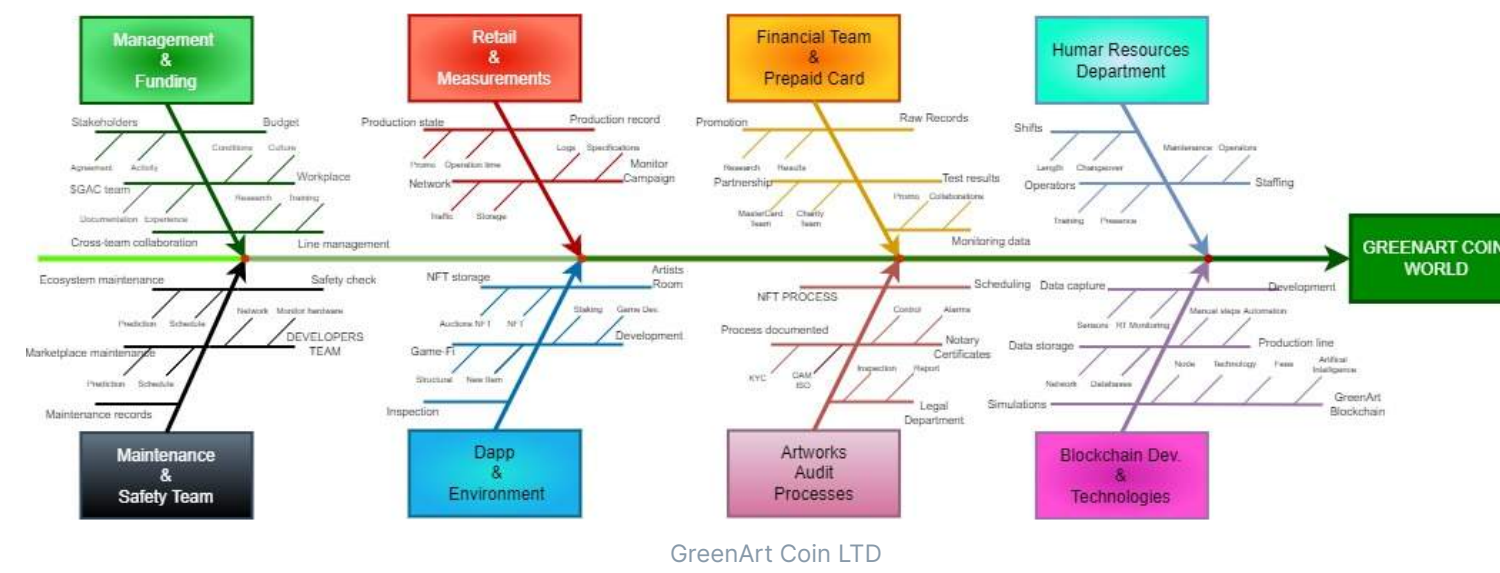 Management
&
Funding
Retail
&
Measurements
Financial Team
&
Prepaid Card
Humar Resources
Department
Stakeholders
Budget
Agreement
Activity
Conditions
Culture
$GAC team
Workplace
Documentation
Experience
Research
Training
Cross-team collaboration
Line management
Production state
Production record
Promo
Operation time
Logs
Specifications
Network
Monitor
Campaign
Traffic
Storage
Promotion
Raw Records
Research
Results
Partnership
Test results
MasterCard
Team
Charity
Team
Promo
Collaborations
Monitoring data
Shifts
Length
Changeover
Maintenance
Operators
Operators
Staffing
Training
Presence
GREENART COIN
WORLD
Ecosystem maintenance
Safety check
Prediction
Schedule
Network
Monitor hardware
Marketplace maintenance
DEVELOPERS
TEAM
Prediction
Schedule
Maintenance records
NFT storage
Artists
Room
Auctions NFT
NFT
Staking
Game Dev.
Game-Fi
Development
Structural
New Item
Inspection
NFT PROCESS
Scheduling
Control
Alarms
Process documented
Notary
Certificates
KYC
ISO
Inspection
Report
Legal
Department
Data capture
Development
Sensors
RT Monitoring
Manual steps
Automation
Data storage
Production line
Network
Databases
Node
Technology
Fees
Artifical
Intelligence
Simulations
GreenArt
Blockchain
Maintenance
&
Safety Team
Dapp
&
Environment
Artworks
Audit
Processes
Blockchain Dev.
&
Technologies
GreenArt Coin LTD